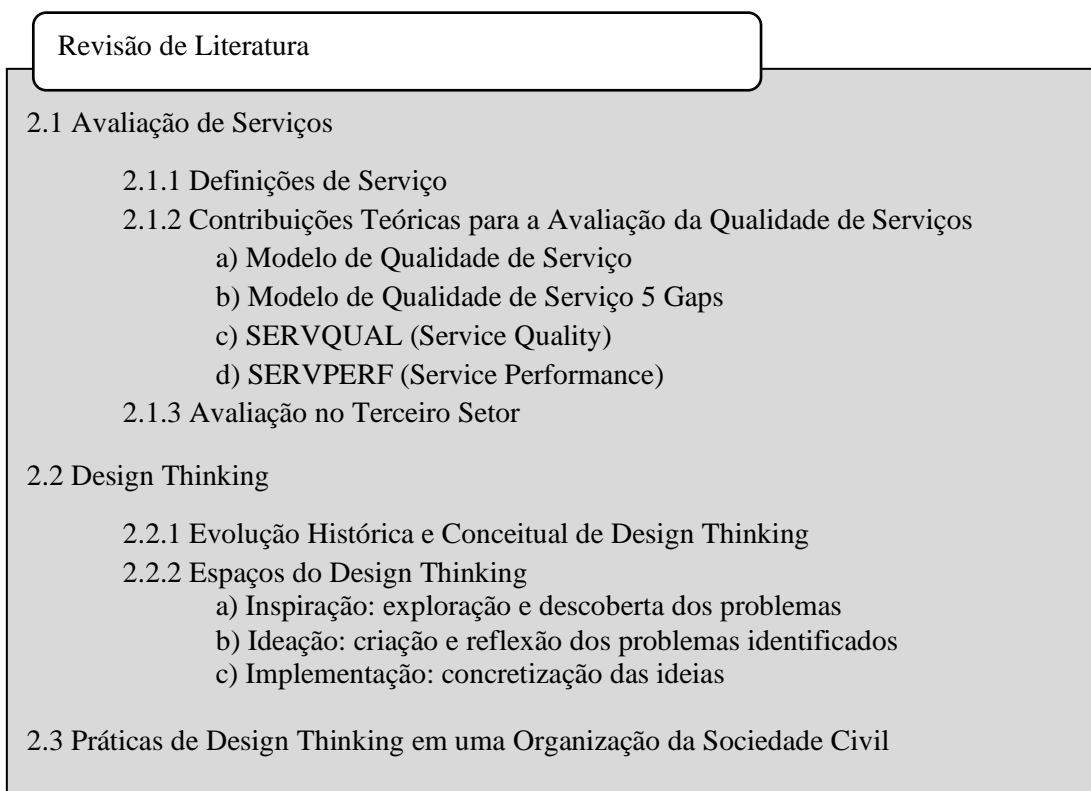 Revisão de Literatura
2.1 Avaliação de Serviços
2.1.1 Definições de Serviço
2.1.2 Contribuições Teóricas para a Avaliação da Qualidade de Serviços
a) Modelo de Qualidade de Serviço
b) Modelo de Qualidade de Serviço 5 Gaps
c) SERVQUAL (Service Quality)
d) SERVPERF (Service Performance)
2.1.3 Avaliação no Terceiro Setor
2.2 Design Thinking
2.2.1 Evolução Histórica e Conceitual de Design Thinking
2.2.2 Espaços do Design Thinking
a) Inspiração: exploração e descoberta dos problemas
b) Ideação: criação e reflexão dos problemas identificados
c) Implementação: concretização das ideias
2.3 Práticas de Design Thinking em uma Organização da Sociedade Civil